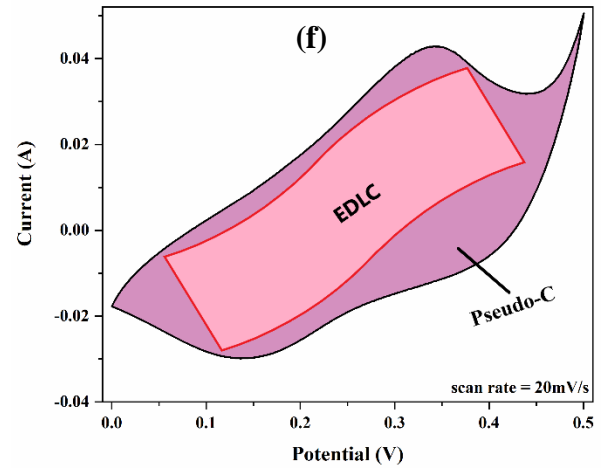 (f)
Current (A)
0.04
0.02
0.00
-0.02
-0.04
EDLC
Pseudo-C
scan rate = 20mV/s
0.0 0.1 0.2 0.3 0.4 0.5
Potential (V)